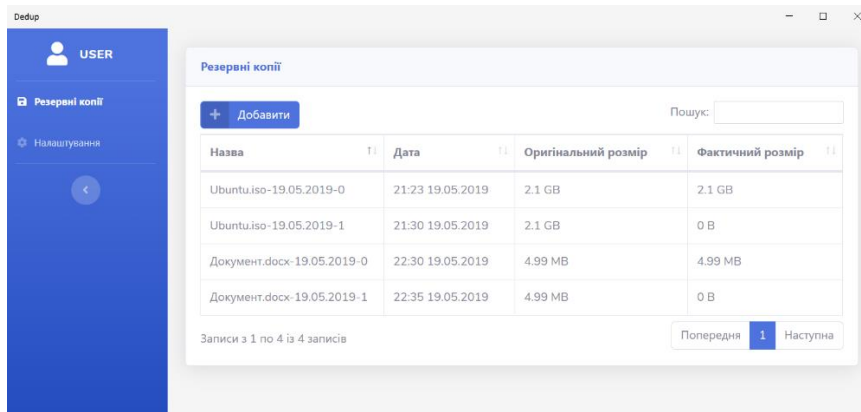 Dedup
USER
Резервні копії
Налаштування
Резервні копії
Добавити
Пошук:
Назва Дата Оригінальний розмір Фактичний розмір
Ubuntu.iso-19.05.2019-0 21:23 19.05.2019 2.1 GB 2.1 GB
Ubuntu.iso-19.05.2019-1 21:30 19.05.2019 2.1 GB 0 B
Документ.docx-19.05.2019-0 22:30 19.05.2019 4.99 MB 4.99 MB
Документ.docx-19.05.2019-1 22:35 19.05.2019 4.99 MB 0 B
Записи з 1 по 4 із 4 записів
Попередня 1 Наступна